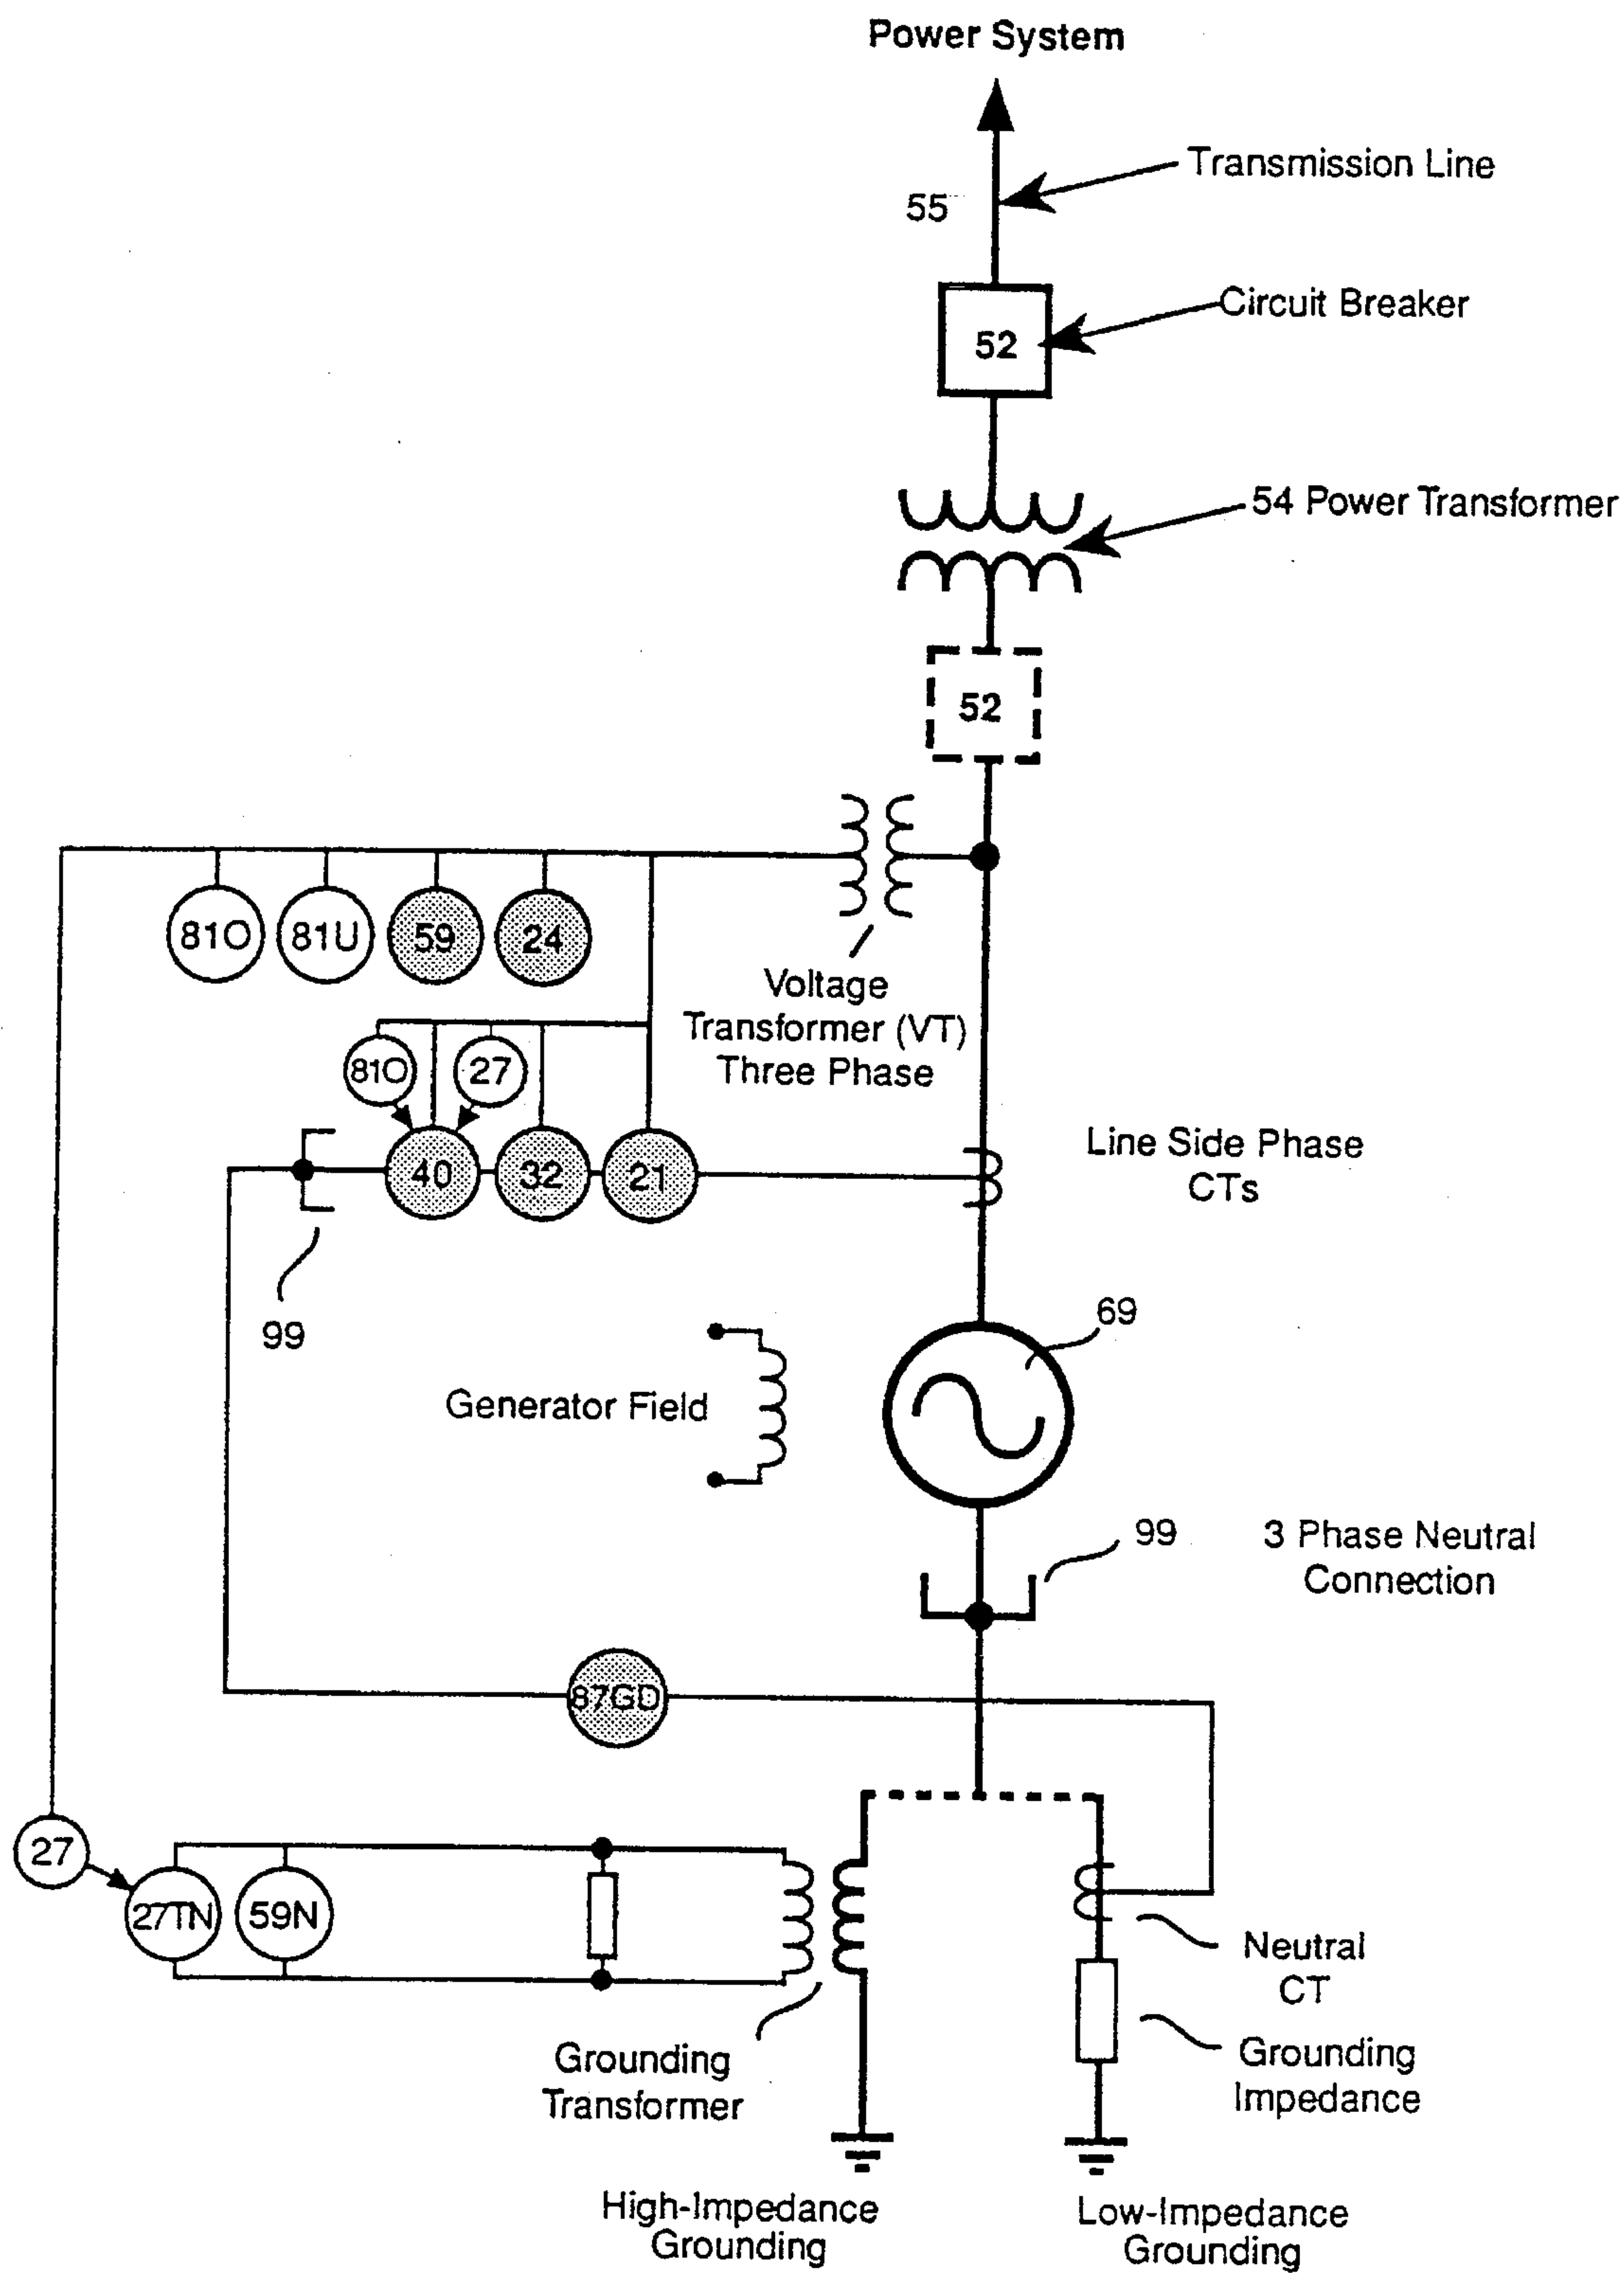 Power System
Transmission Line
55
Circuit Breaker
52
54 Power Transformer
52
81O
81U
59
24
Voltage
Transformer (VT)
Three Phase
81O
27
40
32
21
Line Side Phase
CTs
99
69
Generator Field
99
3 Phase Neutral
Connection
87GD
27
27TN
59N
Neutral
CT
Grounding
Transformer
Grounding
Impedance
High-Impedance
Grounding
Low-Impedance
Grounding